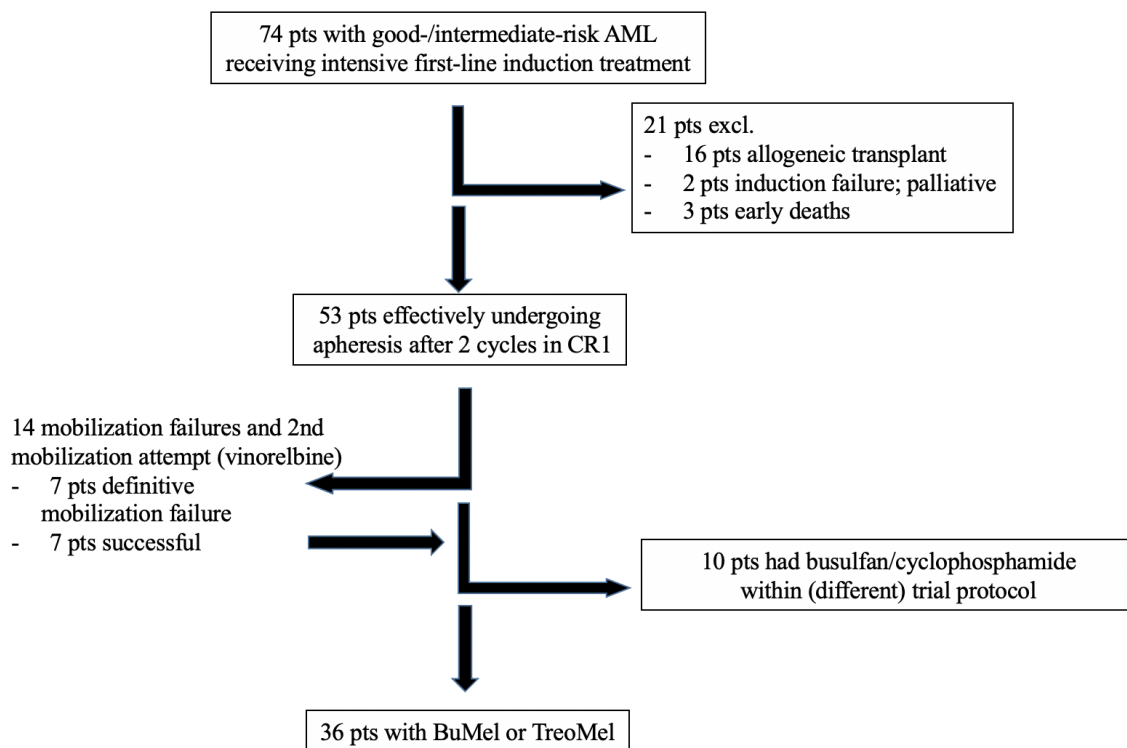 74 pts with good-/intermediate-risk AML
receiving intensive first-line induction treatment
21 pts excl.
- 16 pts allogeneic transplant
- 2 pts induction failure; palliative
- 3 pts early deaths
53 pts effectively undergoing
apheresis after 2 cycles in CR1
14 mobilization failures and 2nd
mobilization attempt (vinorelbine)
- 7 pts definitive
mobilization failure
- 7 pts successful
10 pts had busulfan/cyclophosphamide
within (different) trial protocol
36 pts with BuMel or TreoMel